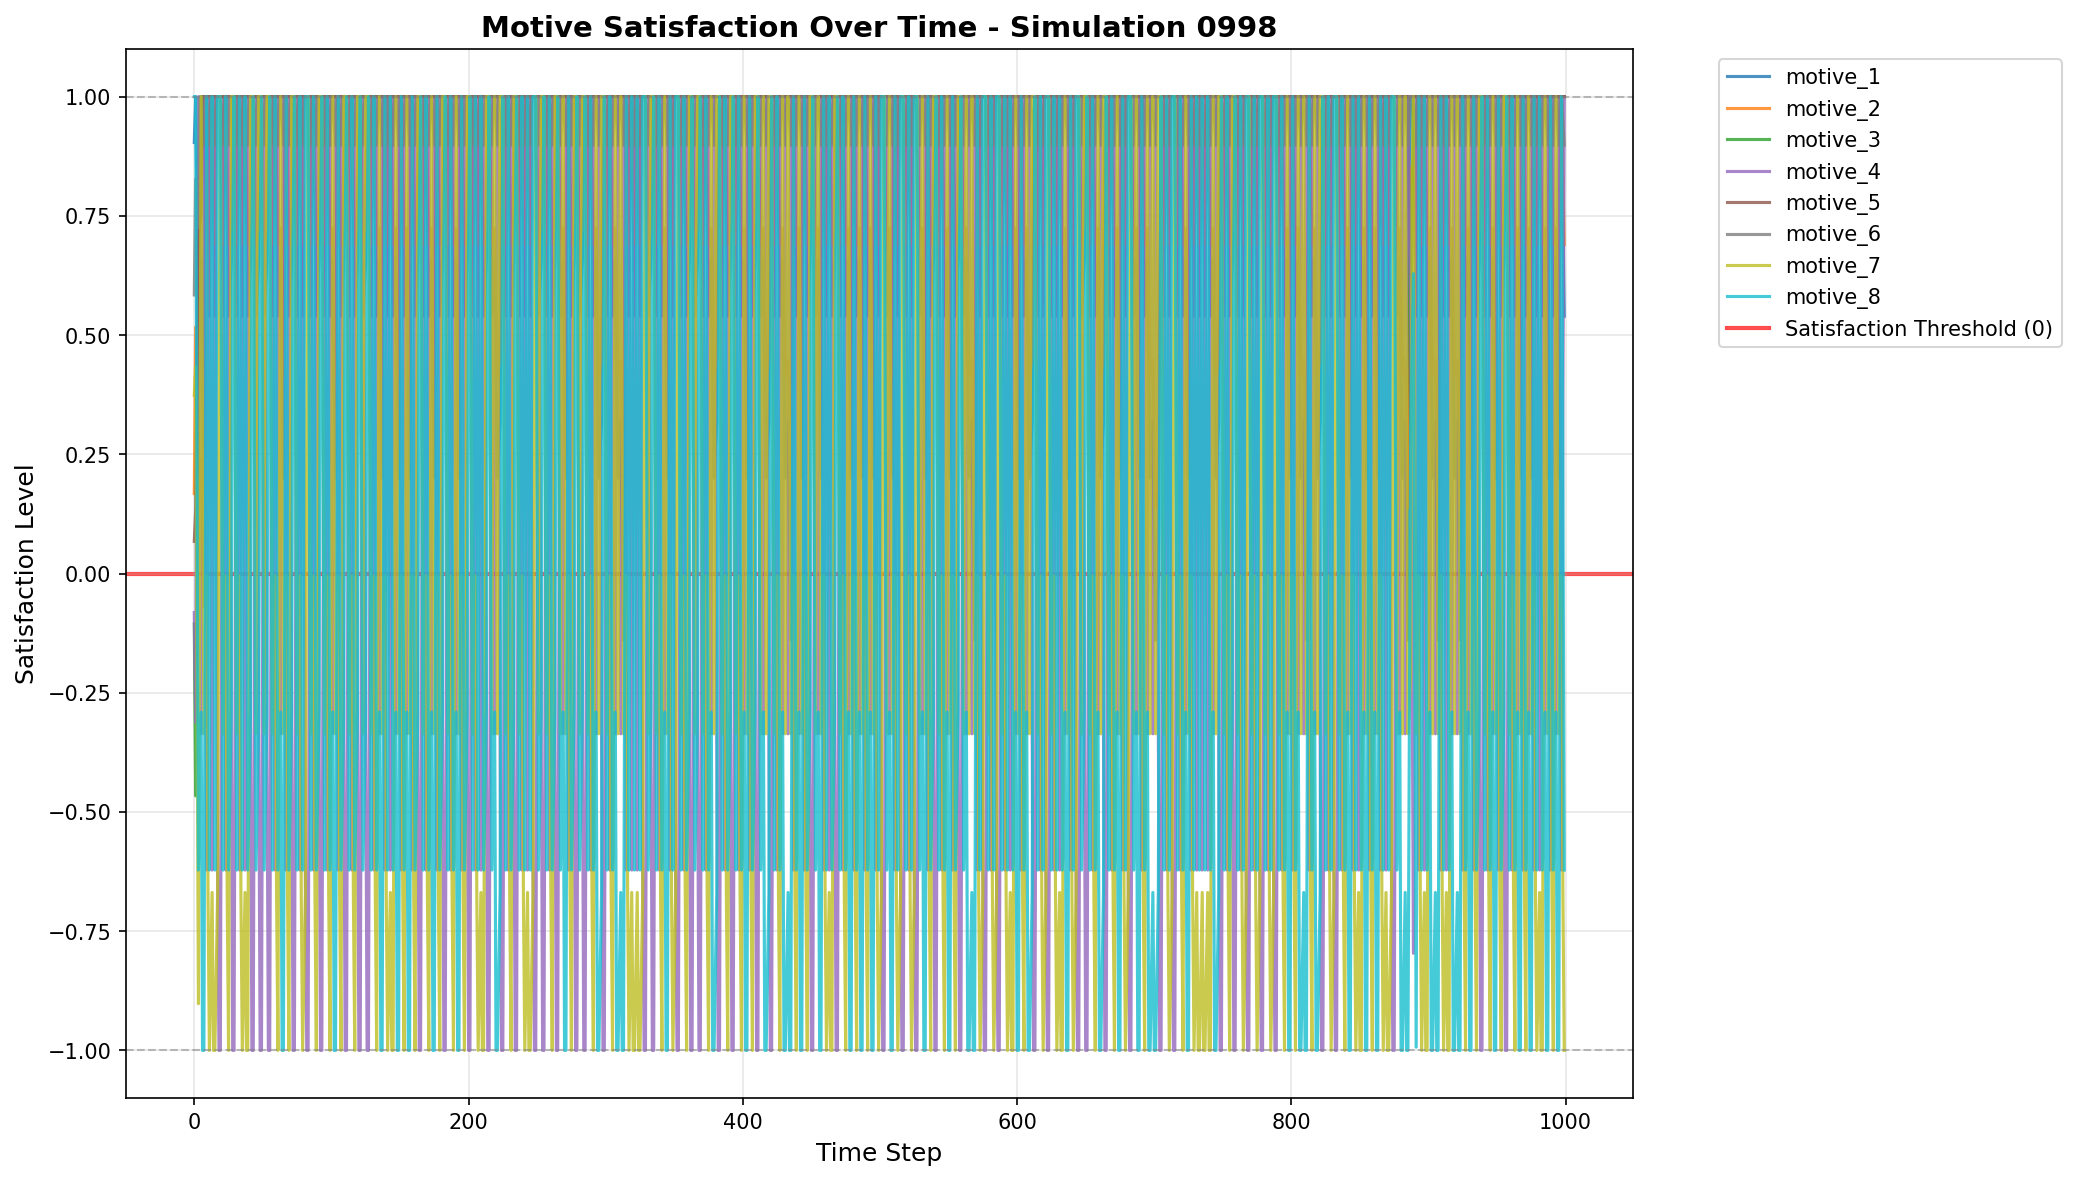 Motive Satisfaction Over Time - Simulation 0998
1.00
0.75
0.50
0.25
0.00
−0.25
−0.50
−0.75
−1.00
Satisfaction Level
0 200 400 600 800 1000
Time Step
motive_1
motive_2
motive_3
motive_4
motive_5
motive_6
motive_7
motive_8
Satisfaction Threshold (0)